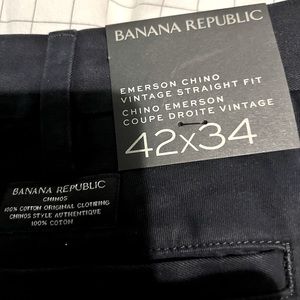 BANANA REPUBLIC
EMERSON CHINO
VINTAGE STRAIGHT FIT
CHINO EMERSON
COUPE DROITE VINTAGE
42x34
BANANA REPUBLIC
CHINOS
100% COTTON ORIGINAL CLOTHING
CHINOS STYLE AUTHENTIQUE
100% COTON